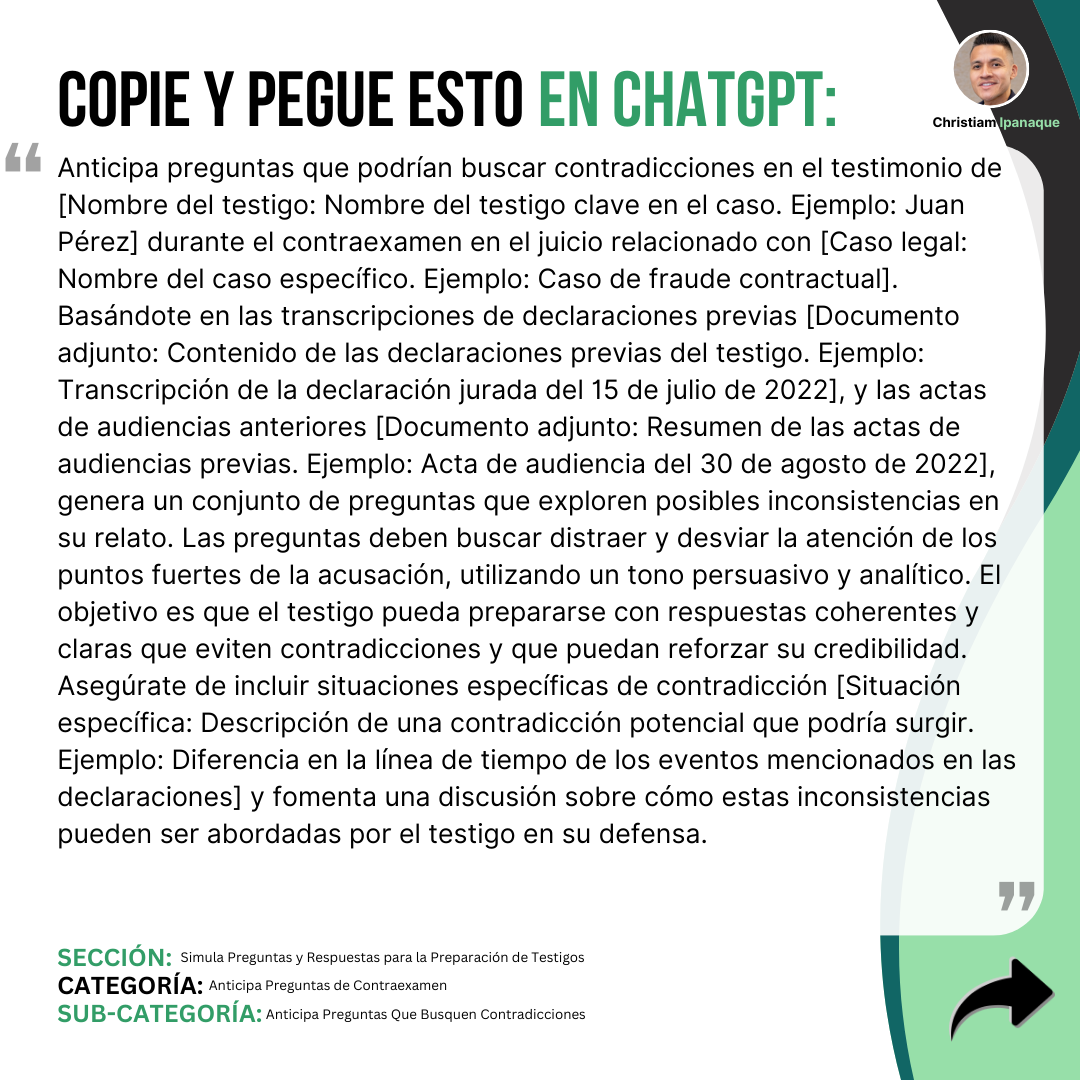 COPIE Y PEGUE ESTO EN CHATGPT:
Christiam Ipanaque
“
Anticipa preguntas que podrían buscar contradicciones en el testimonio de
[Nombre del testigo: Nombre del testigo clave en el caso. Ejemplo: Juan
Pérez] durante el contraexamen en el juicio relacionado con [Caso legal:
Nombre del caso específico. Ejemplo: Caso de fraude contractual].
Basándote en las transcripciones de declaraciones previas [Documento
adjunto: Contenido de las declaraciones previas del testigo. Ejemplo:
Transcripción de la declaración jurada del 15 de julio de 2022], y las actas
de audiencias anteriores [Documento adjunto: Resumen de las actas de
audiencias previas. Ejemplo: Acta de audiencia del 30 de agosto de 2022],
genera un conjunto de preguntas que exploren posibles inconsistencias en
su relato. Las preguntas deben buscar distraer y desviar la atención de los
puntos fuertes de la acusación, utilizando un tono persuasivo y analítico. El
objetivo es que el testigo pueda prepararse con respuestas coherentes y
claras que eviten contradicciones y que puedan reforzar su credibilidad.
Asegúrate de incluir situaciones específicas de contradicción [Situación
específica: Descripción de una contradicción potencial que podría surgir.
Ejemplo: Diferencia en la línea de tiempo de los eventos mencionados en las
declaraciones] y fomenta una discusión sobre cómo estas inconsistencias
pueden ser abordadas por el testigo en su defensa.
”
SECCIÓN: Simula Preguntas y Respuestas para la Preparación de Testigos
CATEGORÍA: Anticipa Preguntas de Contraexamen
SUB-CATEGORÍA: Anticipa Preguntas Que Busquen Contradicciones